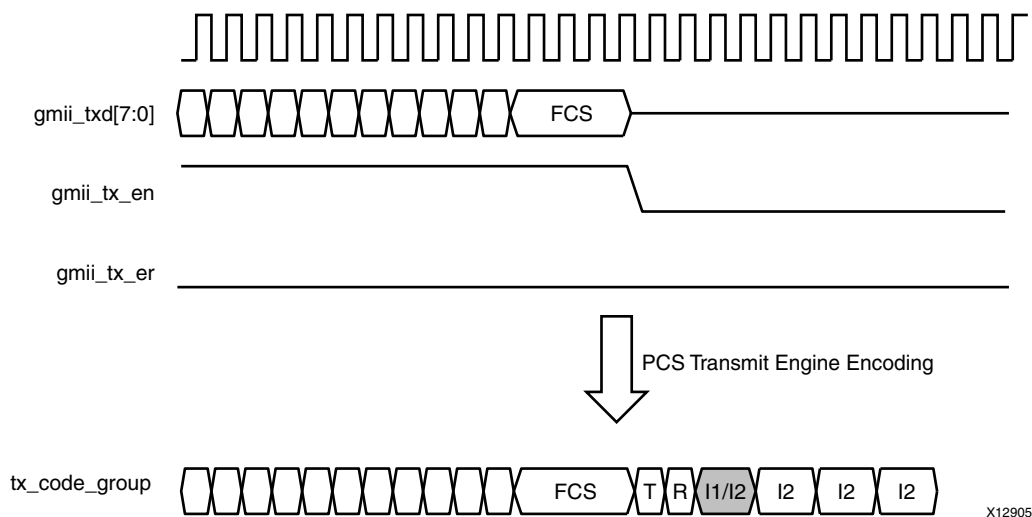 gmii_txd[7:0] FCS
gmii_tx_en
gmii_tx_er
PCS Transmit Engine Encoding
tx_code_group FCS T R I1/I2 I2 I2 I2
X12905